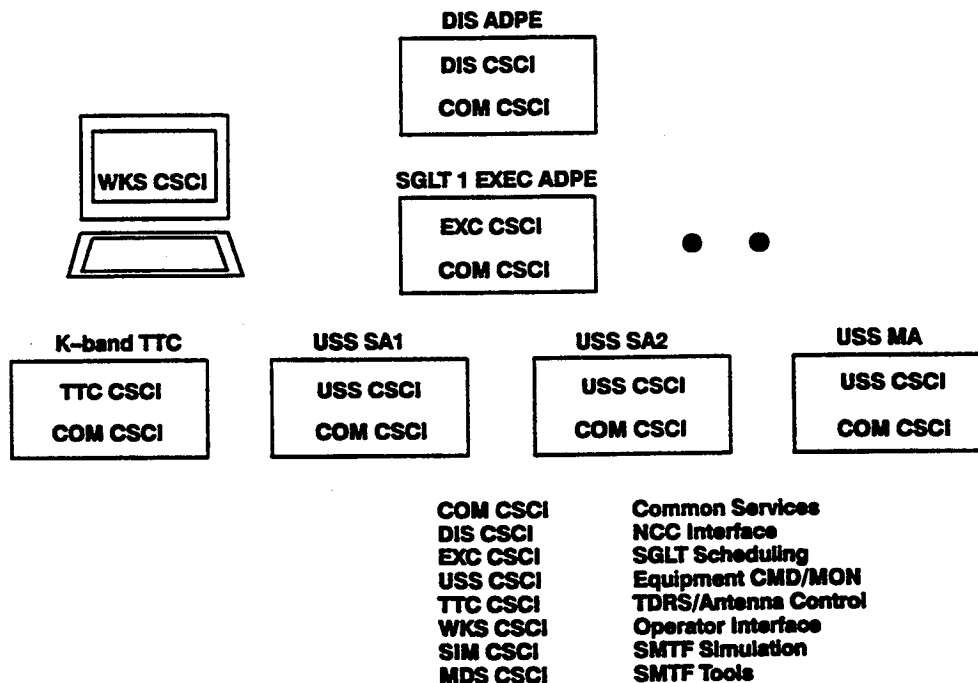 DIS ADPE
DIS CSCI
COM CSCI
WKS CSCI
SGLT 1 EXEC ADPE
EXC CSCI
COM CSCI
K-band TTC
TTC CSCI
COM CSCI
USS SA1
USS CSCI
COM CSCI
USS SA2
USS CSCI
COM CSCI
USS MA
USS CSCI
COM CSCI
COM CSCI Common Services
DIS CSCI NCC Interface
EXC CSCI SGLT Scheduling
USS CSCI Equipment CMD/MON
TTC CSCI TDRS/Antenna Control
WKS CSCI Operator Interface
SIM CSCI SMTF Simulation
MDS CSCI SMTF Tools